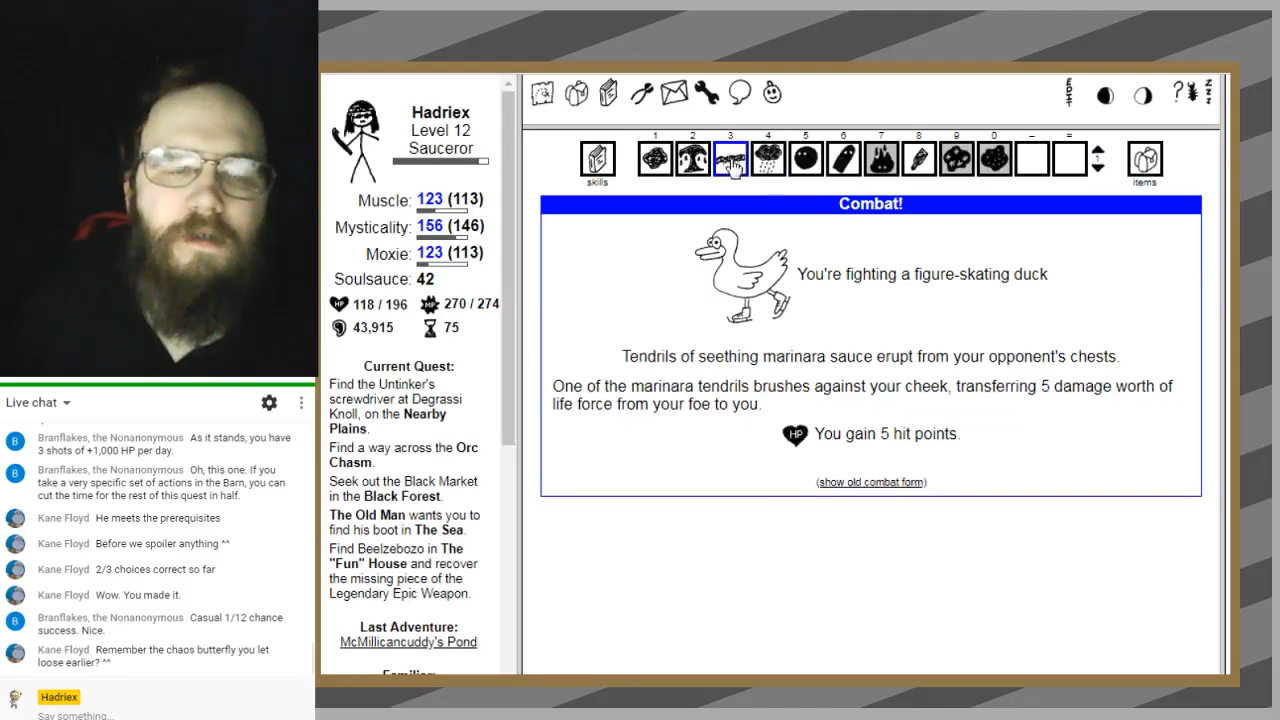 Hadriex
Level 12
Sauceror
Muscle: 123 (113)
Mysticality: 156 (146)
Moxie: 123 (113)
Soulsauce: 42
HP 118 / 196 MP 270 / 274
43,915 75
Current Quest:
Find the Untinker's
screwdriver at Degrassi
Knoll, on the Nearby
Plains.
Find a way across the Orc
Chasm.
Seek out the Black Market
in the Black Forest.
The Old Man wants you to
find his boot in The Sea.
Find Beelzebozo in The
"Fun" House and recover
the missing piece of the
Legendary Epic Weapon.
Last Adventure:
McMillicancuddy's Pond
1 2 3 4 5 6 7 8 9 0 – =
skills
items
Combat!
You're fighting a figure-skating duck
Tendrils of seething marinara sauce erupt from your opponent's chests.
One of the marinara tendrils brushes against your cheek, transferring 5 damage worth of
life force from your foe to you.
HP You gain 5 hit points.
(show old combat form)
Live chat
B Branflakes, the Nonanonymous As it stands, you have
3 shots of +1,000 HP per day.
B Branflakes, the Nonanonymous Oh, this one. If you
take a very specific set of actions in the Barn, you can
cut the time for the rest of this quest in half.
Kane Floyd He meets the prerequisites
Kane Floyd Before we spoiler anything ^^
Kane Floyd 2/3 choices correct so far
Kane Floyd Wow. You made it.
B Branflakes, the Nonanonymous Casual 1/12 chance
success. Nice.
Kane Floyd Remember the chaos butterfly you let
loose earlier? ^^
Hadriex
Say something...